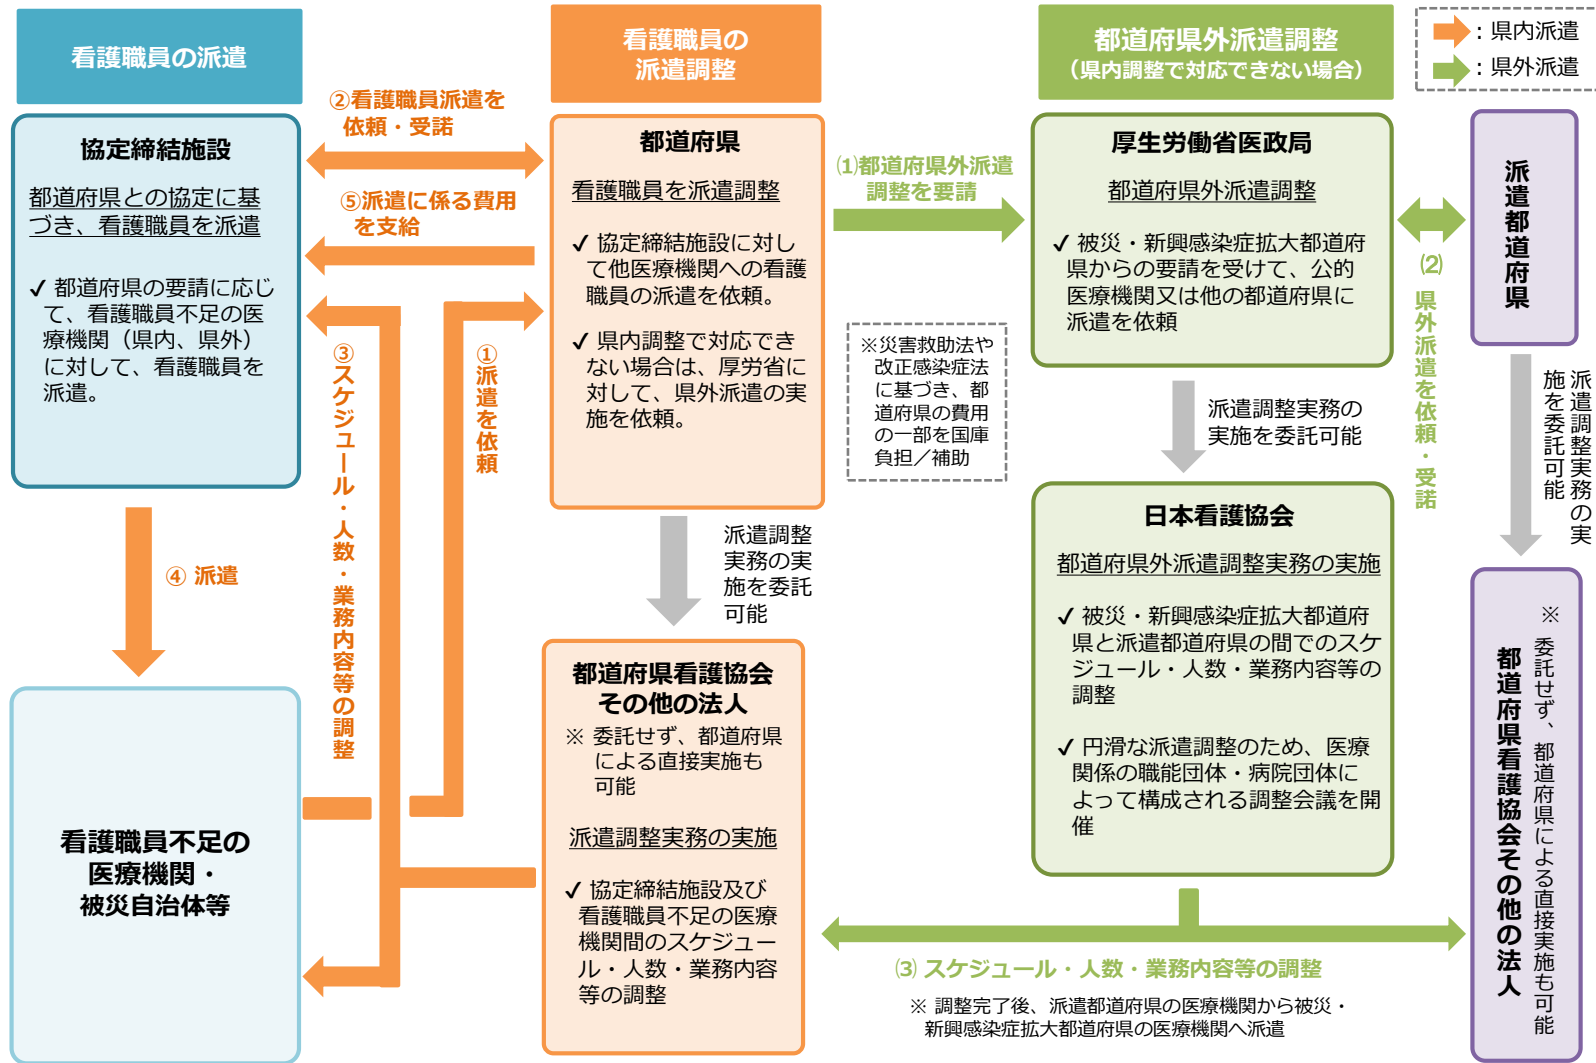 看護職員の派遣
看護職員の
派遣調整
都道府県外派遣調整
(県内調整で対応できない場合)
：県内派遣
：県外派遣
協定締結施設
都道府県との協定に基
づき、看護職員を派遣
✓ 都道府県の要請に応じ
て、看護職員不足の医
療機関（県内、県外）
に対して、看護職員を
派遣。
②看護職員派遣を
依頼・受諾
⑤派遣に係る費用
を支給
③スケジュール・人数・業務内容等の調整
①派遣を依頼
④ 派遣
看護職員不足の
医療機関・
被災自治体等
都道府県
看護職員を派遣調整
✓ 協定締結施設に対し
て他医療機関への看護
職員の派遣を依頼。
✓ 県内調整で対応でき
ない場合は、厚労省に
対して、県外派遣の実
施を依頼。
派遣調整
実務の実
施を委託
可能
都道府県看護協会
その他の法人
※ 委託せず、都道府県
による直接実施も
可能
派遣調整実務の実施
✓ 協定締結施設及び
看護職員不足の医療
機関間のスケジュー
ル・人数・業務内容
等の調整
⑴都道府県外派遣
調整を要請
※災害救助法や
改正感染症法
に基づき、都
道府県の費用
の一部を国庫
負担／補助
厚生労働省医政局
都道府県外派遣調整
✓ 被災・新興感染症拡大都道府
県からの要請を受けて、公的
医療機関又は他の都道府県に
派遣を依頼
派遣調整実務の
実施を委託可能
日本看護協会
都道府県外派遣調整実務の実施
✓ 被災・新興感染症拡大都道府
県と派遣都道府県の間でのスケ
ジュール・人数・業務内容等の
調整
✓ 円滑な派遣調整のため、医療
関係の職能団体・病院団体に
よって構成される調整会議を開
催
⑶ スケジュール・人数・業務内容等の調整
※ 調整完了後、派遣都道府県の医療機関から被災・
新興感染症拡大都道府県の医療機関へ派遣
⑵ 県外派遣を依頼・受諾
派遣都道府県
派遣調整実務の実
施を委託可能
※ 委託せず、都道府県による直接実施も可能
都道府県看護協会その他の法人